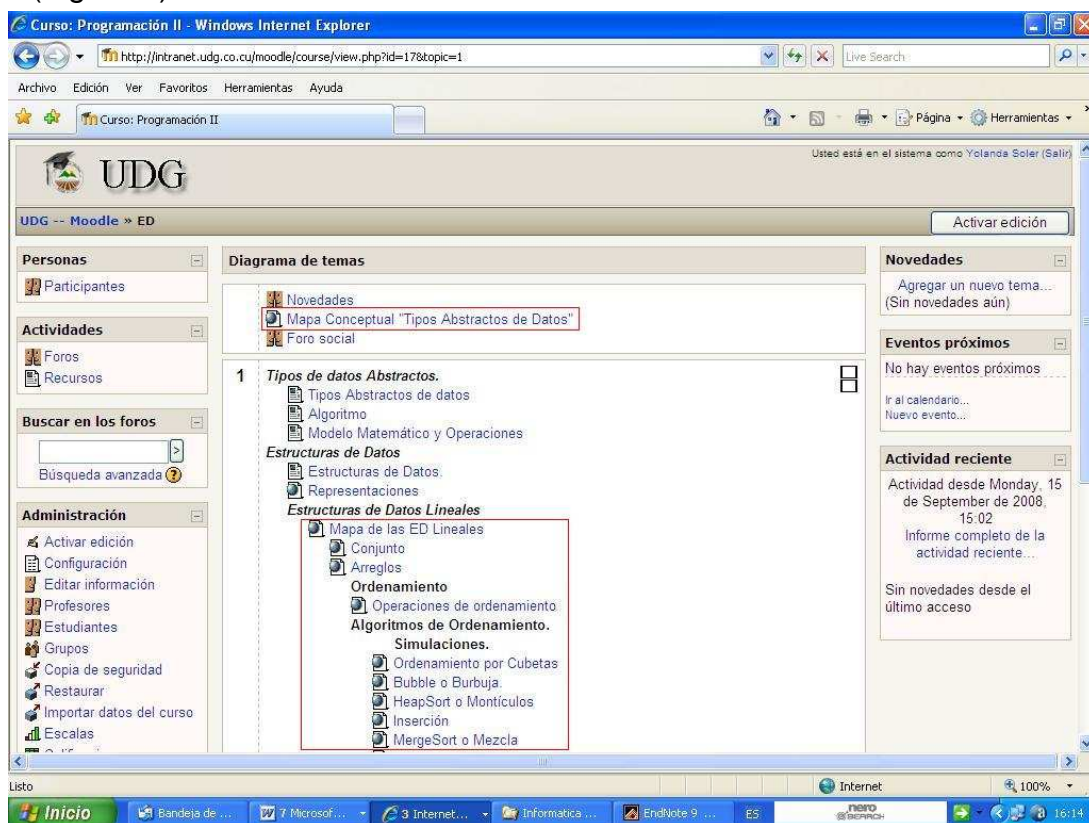 Curso: Programación II - Windows Internet Explorer
http://intranet.udg.co.cu/moodle/course/view.php?id=17&topic=1
Live Search
Archivo Edición Ver Favoritos Herramientas Ayuda
Curso: Programación II
Página Herramientas
Usted está en el sistema como Yolanda Soler (Salir)
UDG
UDG -- Moodle » ED
Activar edición
Personas
Participantes
Actividades
Foros
Recursos
Buscar en los foros
>
Búsqueda avanzada ?
Administración
Activar edición
Configuración
Editar información
Profesores
Estudiantes
Grupos
Copia de seguridad
Restaurar
Importar datos del curso
Escalas
Diagrama de temas
Novedades
Mapa Conceptual "Tipos Abstractos de Datos"
Foro social
1 Tipos de datos Abstractos.
Tipos Abstractos de datos
Algoritmo
Modelo Matemático y Operaciones
Estructuras de Datos
Estructuras de Datos.
Representaciones
Estructuras de Datos Lineales
Mapa de las ED Lineales
Conjunto
Arreglos
Ordenamiento
Operaciones de ordenamiento
Algoritmos de Ordenamiento.
Simulaciones.
Ordenamiento por Cubetas
Bubble o Burbuja.
HeapSort o Montículos
Inserción
MergeSort o Mezcla
Novedades
Agregar un nuevo tema...
(Sin novedades aún)
Eventos próximos
No hay eventos próximos
Ir al calendario...
Nuevo evento...
Actividad reciente
Actividad desde Monday, 15
de September de 2008,
15:02
Informe completo de la
actividad reciente...
Sin novedades desde el
último acceso
Listo
Internet
100%
Inicio
Bandeja de ...
7 Microsof...
3 Internet...
Informatica ...
EndNote 9 ...
ES
nero
SEARCH
16:14